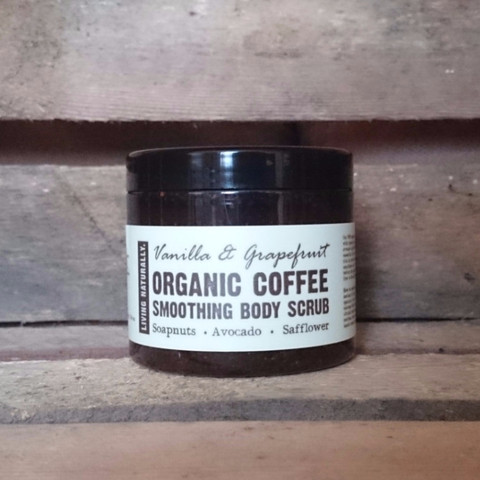 LIVING NATURALLY.
Vanilla & Grapefruit
ORGANIC COFFEE
SMOOTHING BODY SCRUB
Soapnuts • Avocado • Safflower